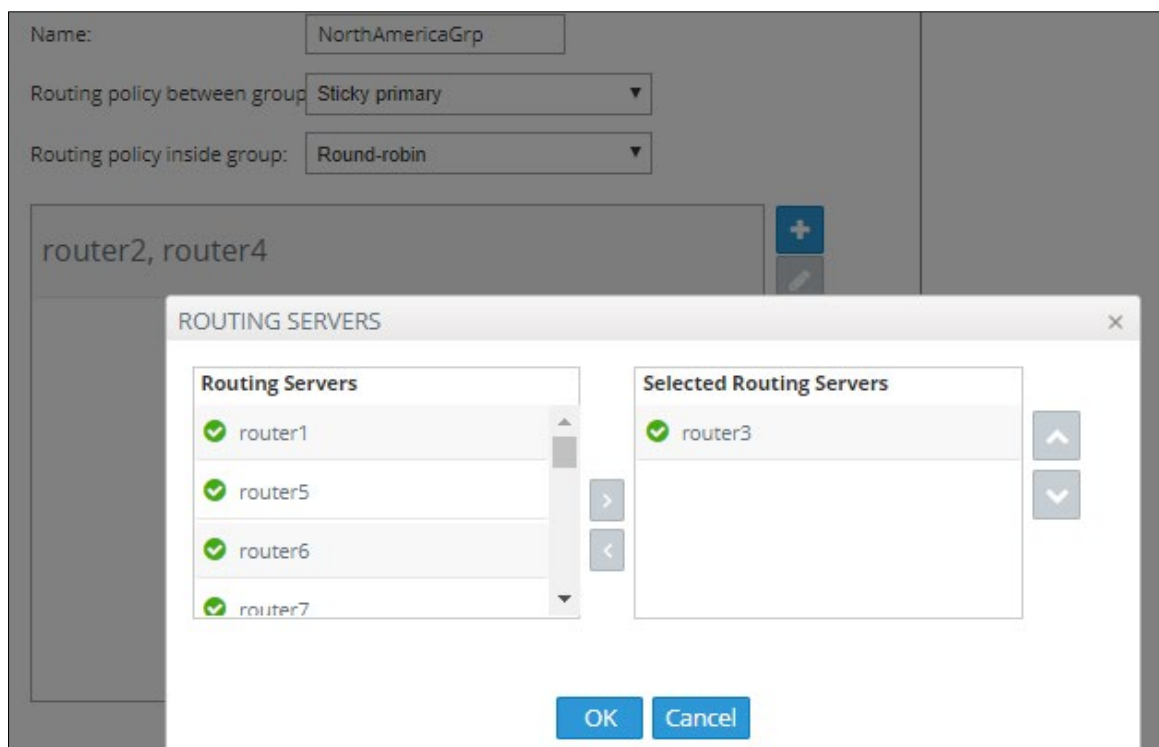 Name: NorthAmericaGrp
Routing policy between group Sticky primary
Routing policy inside group: Round-robin
router2, router4
ROUTING SERVERS
Routing Servers
router1
router5
router6
router7
Selected Routing Servers
router3
OK Cancel